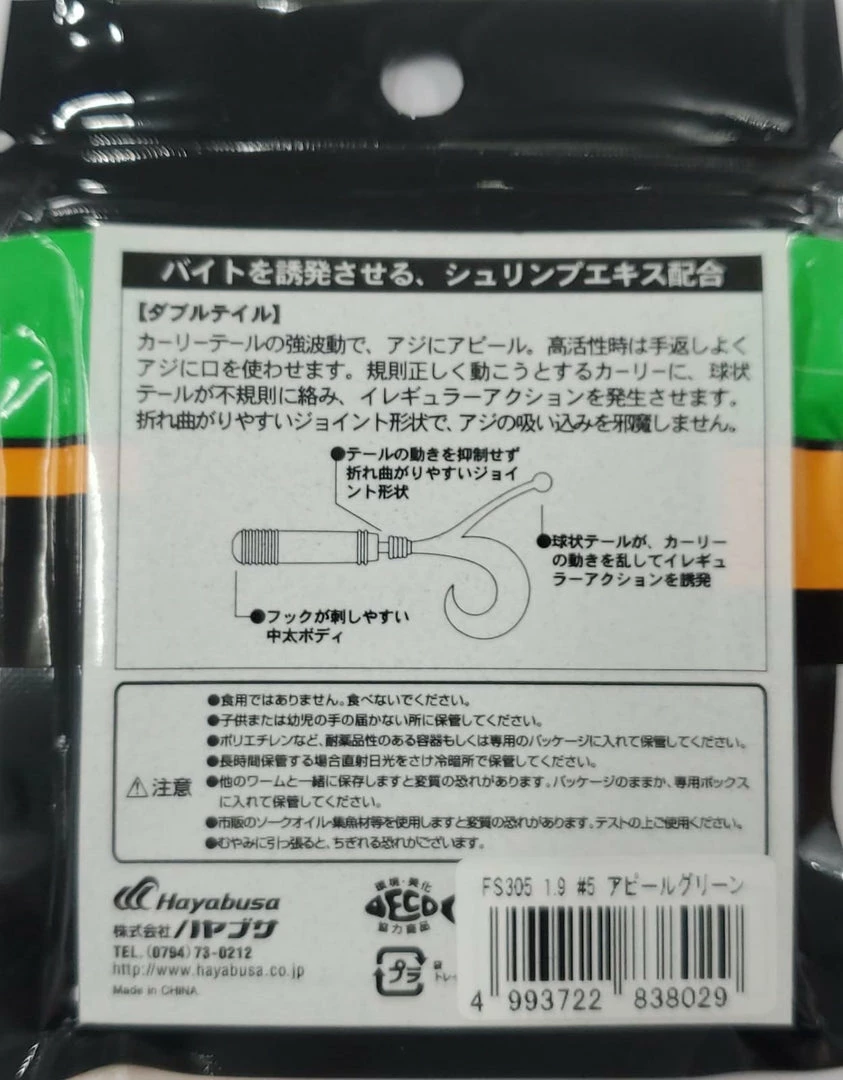 バイトを誘発させる、シュリンプエキス配合
【ダブルテイル】
カーリーテールの強波動で、アジにアピール。高活性時は手返しよく
アジに口を使わせます。規則正しく動こうとするカーリーに、球状
テールが不規則に絡み、イレギュラーアクションを発生させます。
折れ曲がりやすいジョイント形状で、アジの吸い込みを邪魔しません。
●テールの動きを抑制せず
折れ曲がりやすいジョイ
ント形状
●球状テールが、カーリー
の動きを乱してイレギュ
ラーアクションを誘発
●フックが刺しやすい
中太ボディ
⚠注意
●食用ではありません。食べないでください。
●子供または幼児の手の届かない所に保管してください。
●ポリエチレンなど、耐薬品性のある容器もしくは専用のパッケージに入れて保管してください。
●長時間保管する場合直射日光をさけ冷暗所で保管してください。
●他のワームと一緒に保存しますと変質の恐れがあります。パッケージのままか、専用ボックス
に入れて保管してください。
●市販のソークオイル・集魚材等を使用しますと変質の恐れがあります。テストの上ご使用ください。
●むやみに引っ張ると、ちぎれる恐れがございます。
Hayabusa
株式会社ハヤブサ
TEL.(0794)73-0212
http://www.hayabusa.co.jp
Made in CHINA
環境・美化
ECO
協力商品
プラ
袋
トレー
FS305 1.9 #5 アピールグリーン
4 993722 838029